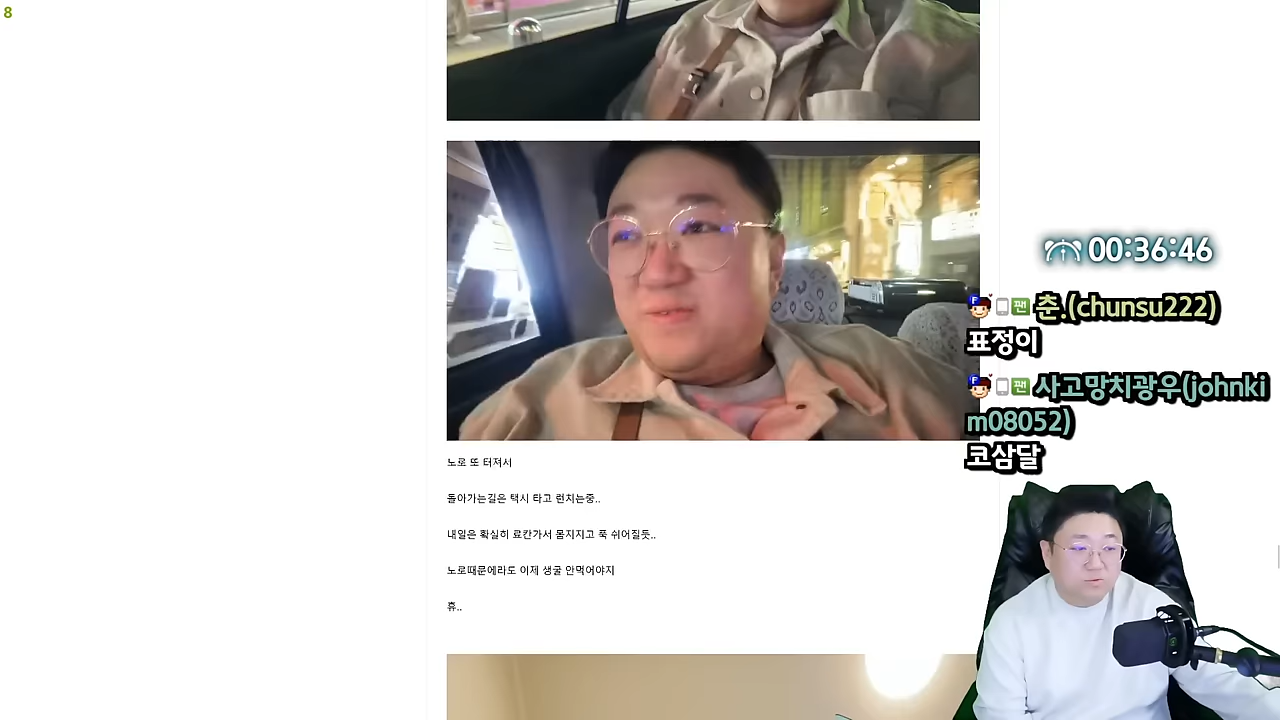 8
00:36:46
춘.(chunsu222)
표정이
사고망치광우(johnki
m08052)
코삼달
노로 또 터져서
돌아가는길은 택시 타고 런치는중..
내일은 확실히 료칸가서 몸지지고 푹 쉬어질듯..
노로때문에라도 이제 생굴 안먹어야지
휴..